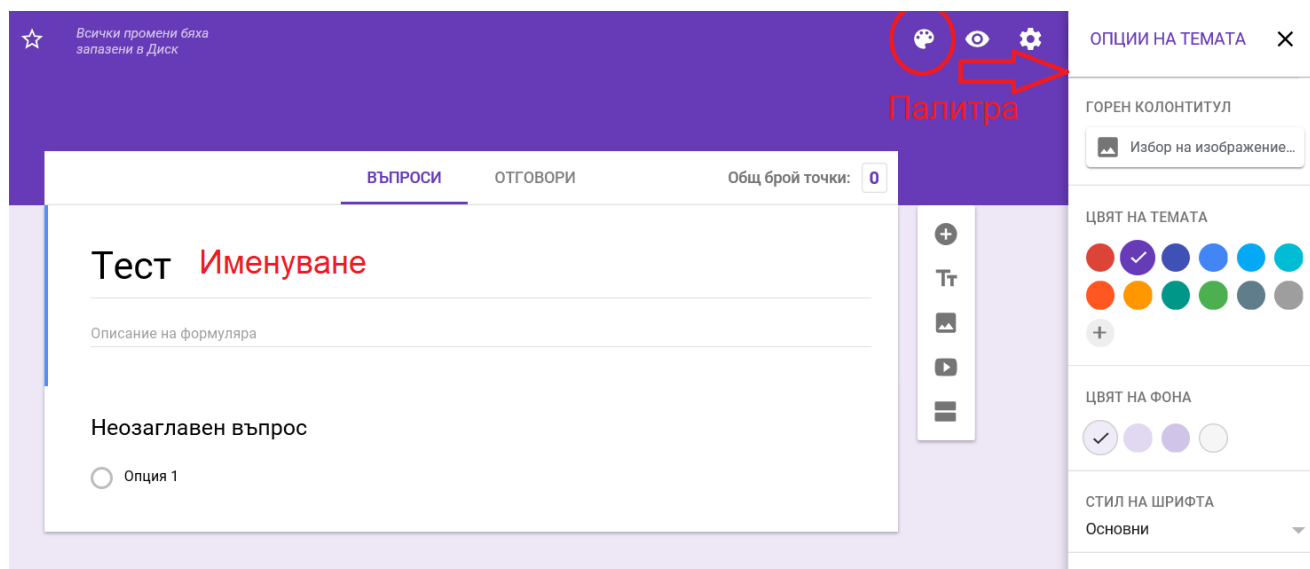 Всички промени бяха
запазени в Диск
Палитра
ВЪПРОСИ
ОТГОВОРИ
Общ брой точки: 0
Тест
Именуване
Описание на формуляра
Неозаглавен въпрос
Опция 1
Tт
ОПЦИИ НА ТЕМАТА
ГОРЕН КОЛОНТИТУЛ
Избор на изображение...
ЦВЯТ НА ТЕМАТА
ЦВЯТ НА ФОНА
СТИЛ НА ШРИФТА
Основни